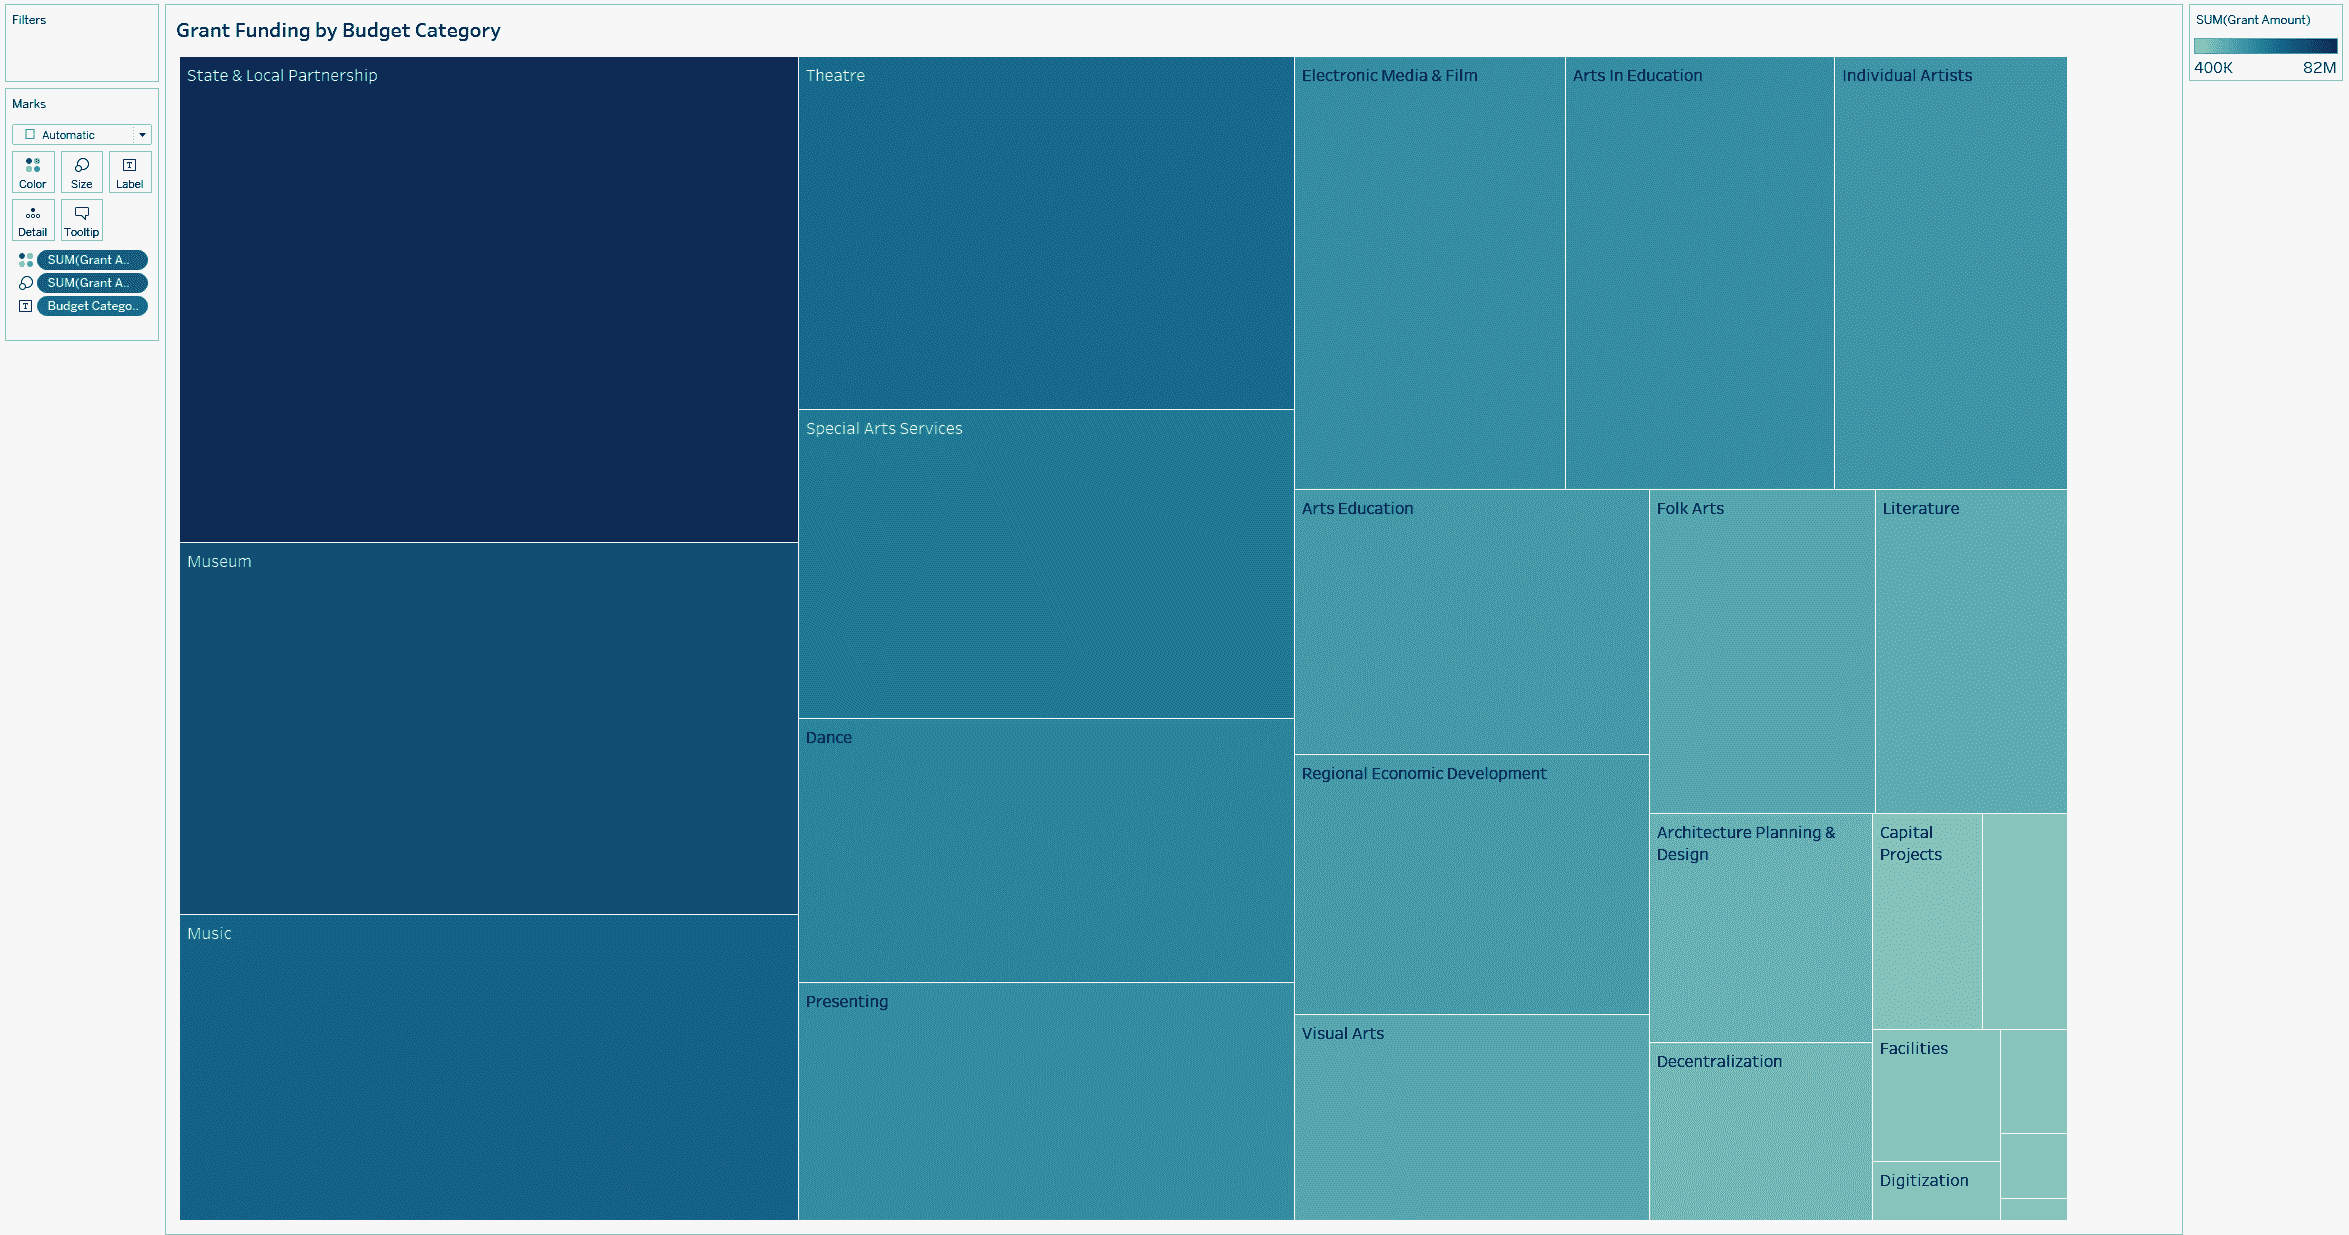 Filters
Marks
Automatic
Color
Size
Label
Detail
Tooltip
SUM(Grant A..
SUM(Grant A..
Budget Catego..
Grant Funding by Budget Category
State & Local Partnership
Museum
Music
Theatre
Special Arts Services
Dance
Presenting
Electronic Media & Film
Arts In Education
Individual Artists
Arts Education
Folk Arts
Literature
Regional Economic Development
Visual Arts
Architecture Planning &
Design
Decentralization
Capital
Projects
Facilities
Digitization
SUM(Grant Amount)
400K
82M